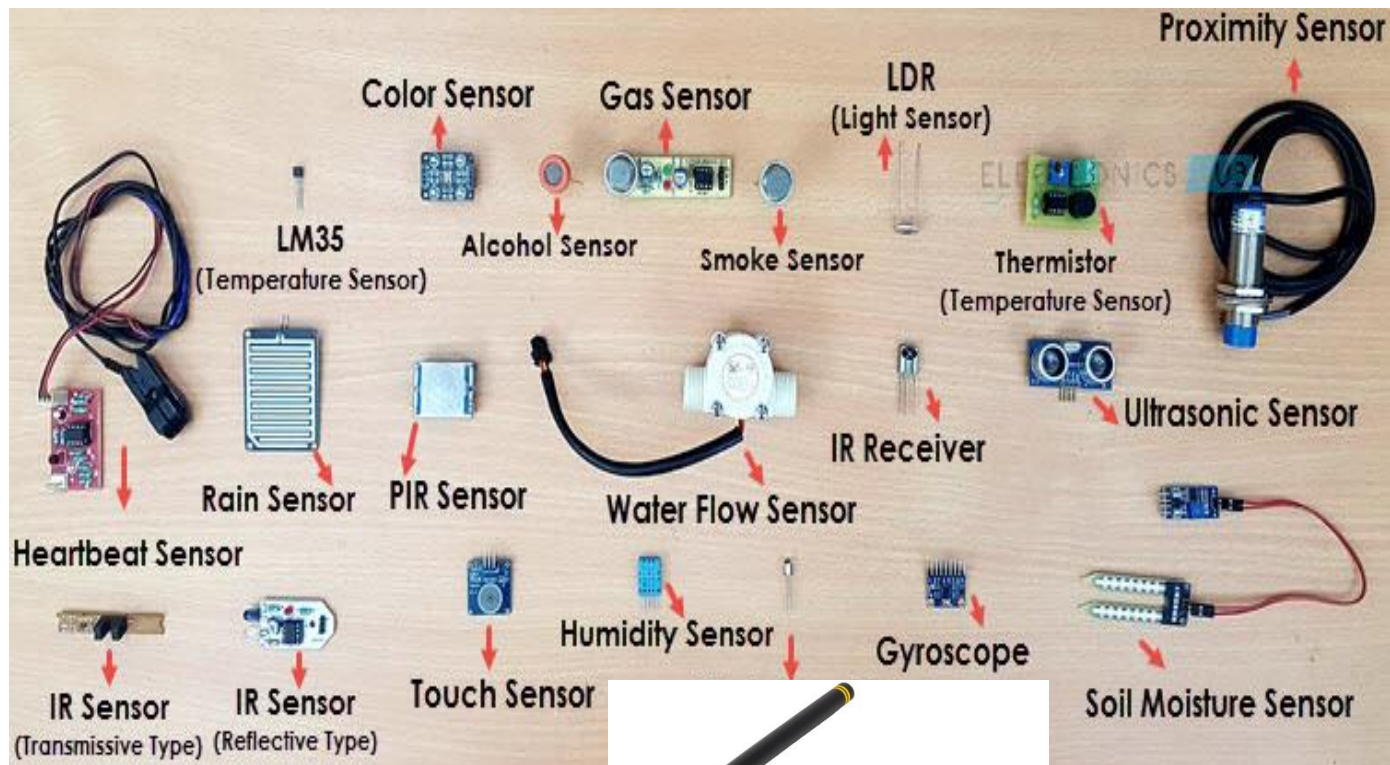 Proximity Sensor
Color Sensor
Gas Sensor
LDR
(Light Sensor)
ELECTRONICS HUB
LM35
(Temperature Sensor)
Alcohol Sensor
Smoke Sensor
Thermistor
(Temperature Sensor)
Ultrasonic Sensor
IR Receiver
Rain Sensor
PIR Sensor
Water Flow Sensor
Heartbeat Sensor
Humidity Sensor
Gyroscope
IR Sensor
(Transmissive Type)
IR Sensor
(Reflective Type)
Touch Sensor
Soil Moisture Sensor